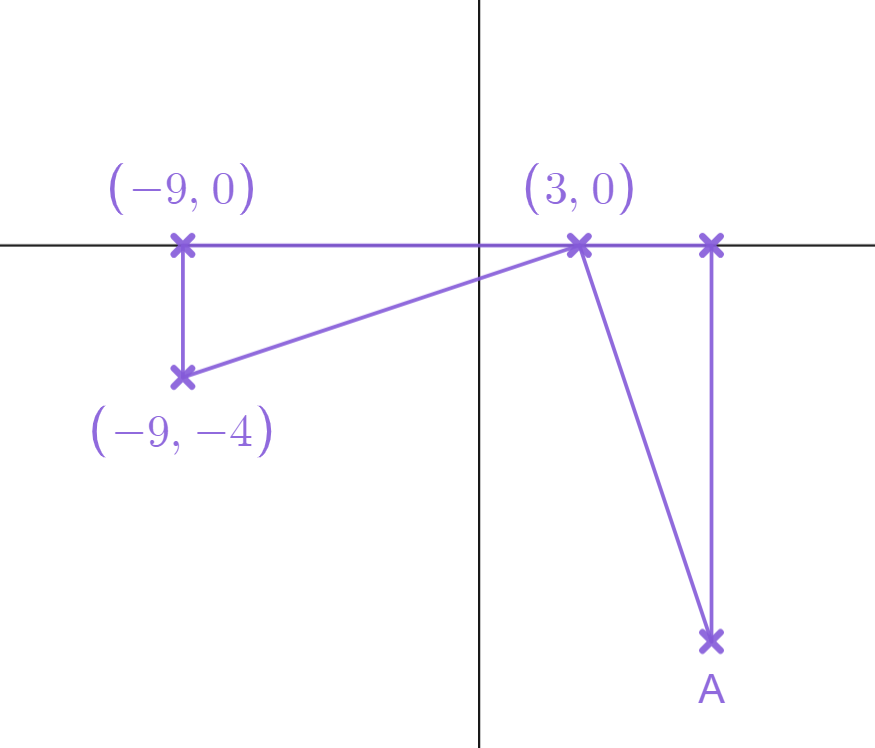 (−9, 0)
(3, 0)
(−9, −4)
A